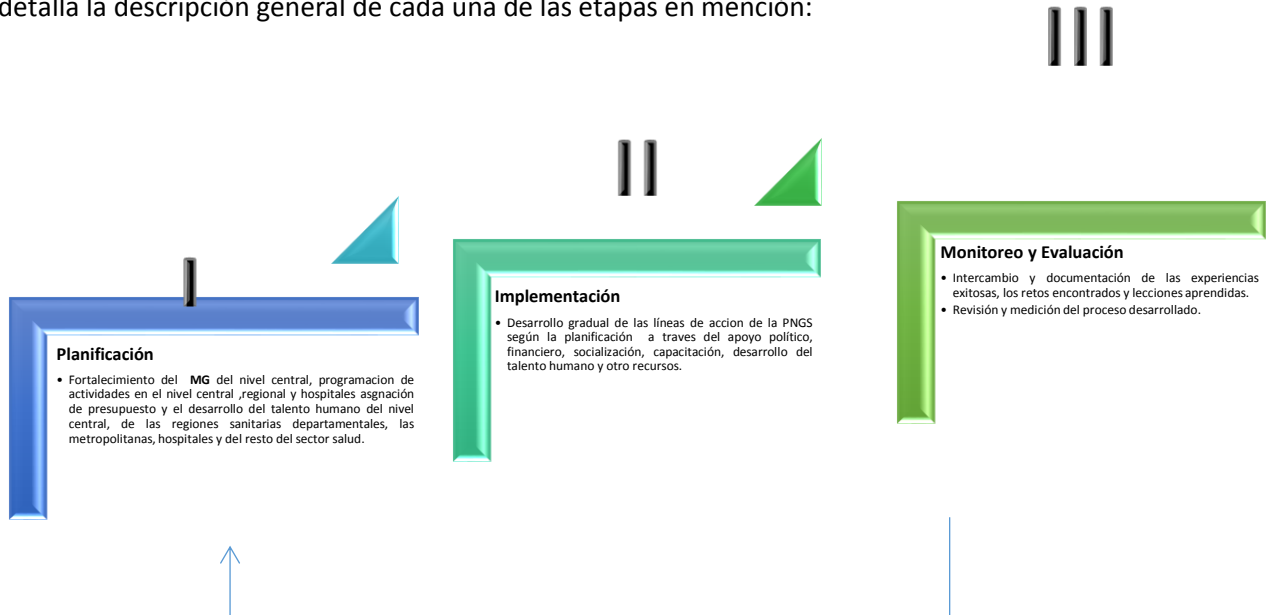 detalla la descripción general de cada una de las etapas en mención:
I
Planificación
• Fortalecimiento del MG del nivel central, programacion de
actividades en el nivel central ,regional y hospitales asgnación
de presupuesto y el desarrollo del talento humano del nivel
central, de las regiones sanitarias departamentales, las
metropolitanas, hospitales y del resto del sector salud.
II
Implementación
• Desarrollo gradual de las líneas de accion de la PNGS
según la planificación a traves del apoyo político,
financiero, socialización, capacitación, desarrollo del
talento humano y otro recursos.
III
Monitoreo y Evaluación
• Intercambio y documentación de las experiencias
exitosas, los retos encontrados y lecciones aprendidas.
• Revisión y medición del proceso desarrollado.